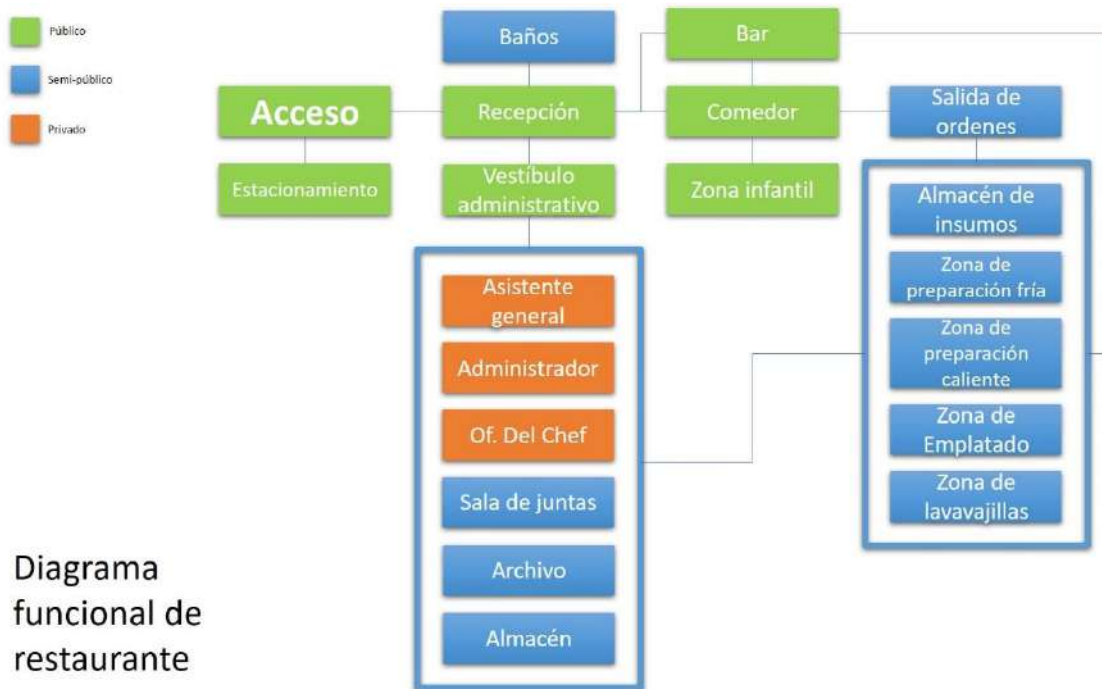 Público
Semi-público
Privado
Baños
Bar
Acceso
Recepción
Comedor
Salida de
ordenes
Estacionamiento
Vestíbulo
administrativo
Zona infantil
Almacén de
insumos
Zona de
preparación fría
Zona de
preparación
caliente
Zona de
Emplatado
Zona de
lavavajillas
Asistente
general
Administrador
Of. Del Chef
Sala de juntas
Archivo
Almacén
Diagrama
funcional de
restaurante